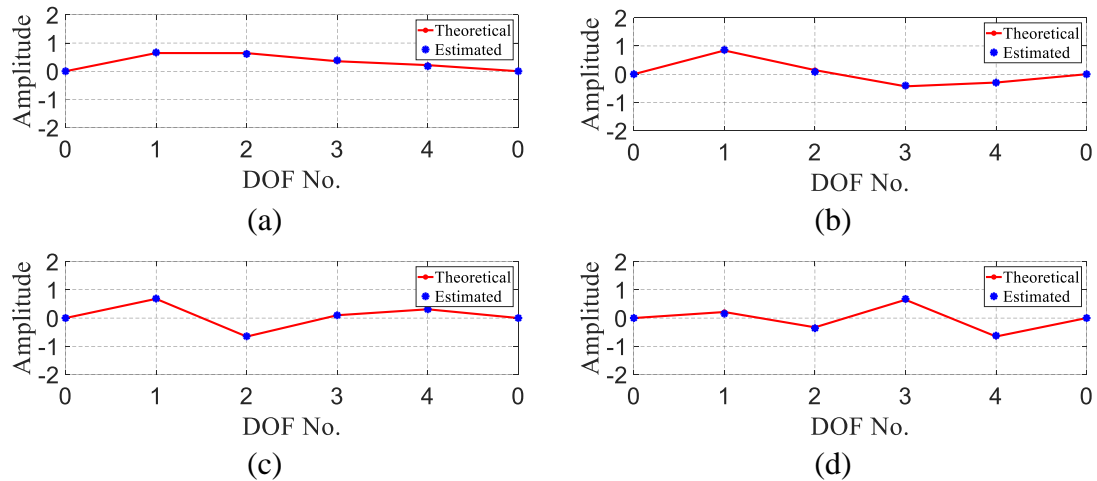 2
1
0
-1
-2
Amplitude
Theoretical
Estimated
0 1 2 3 4 0
DOF No.
(a)
2
1
0
-1
-2
Amplitude
Theoretical
Estimated
0 1 2 3 4 0
DOF No.
(b)
2
1
0
-1
-2
Amplitude
Theoretical
Estimated
0 1 2 3 4 0
DOF No.
(c)
2
1
0
-1
-2
Amplitude
Theoretical
Estimated
0 1 2 3 4 0
DOF No.
(d)